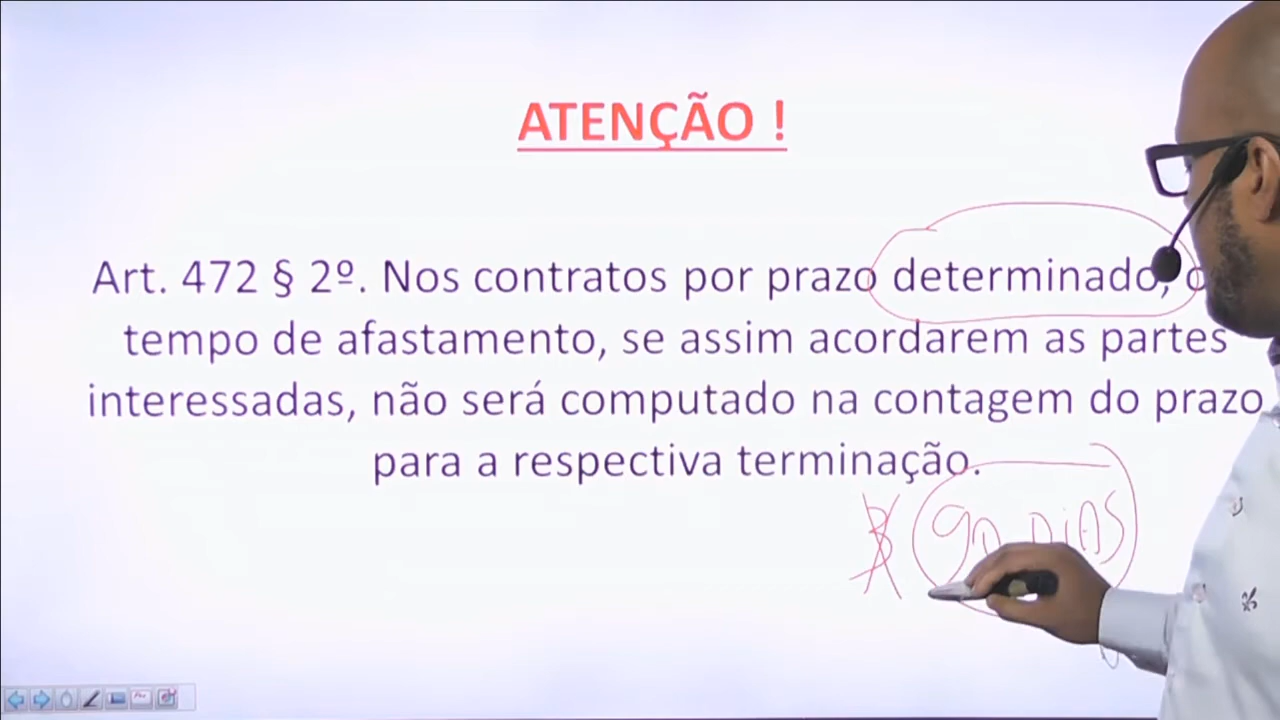 ATENÇÃO !
Art. 472 § 2º. Nos contratos por prazo determinado, o
tempo de afastamento, se assim acordarem as partes
interessadas, não será computado na contagem do prazo
para a respectiva terminação.
90 DIAS